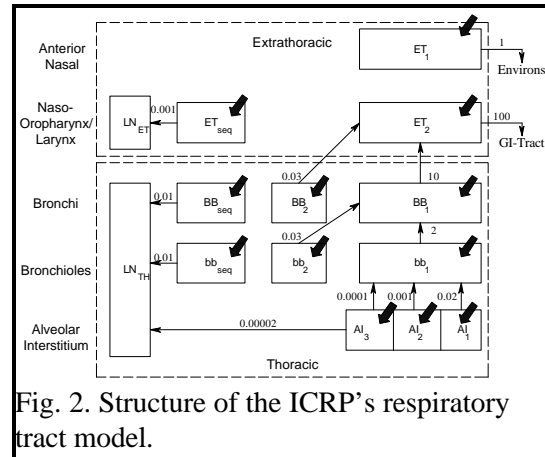 Anterior
Nasal
Extrathoracic
ET1
1
Environs
Naso-
Oropharynx/
Larynx
LNET
0.001
ETseq
ET2
100
GI-Tract
0.03
10
Bronchi
0.01
BBseq
BB2
BB1
0.03
2
Bronchioles
LNTH
0.01
bbseq
bb2
bb1
0.0001
0.001
0.02
Alveolar
Interstitium
0.00002
AI3
AI2
AI1
Thoracic
Fig. 2. Structure of the ICRP's respiratory
tract model.